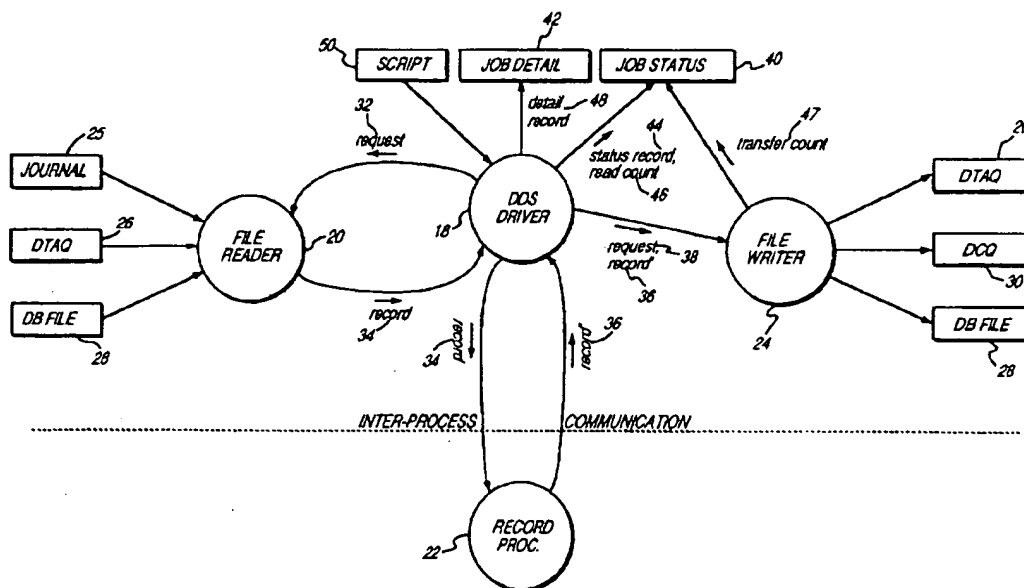 50
SCRIPT
42
JOB DETAIL
JOB STATUS
40
32
request
detail
record
48
44
status record,
read count
46
47
transfer count
25
JOURNAL
26
DTAQ
DB FILE
28
FILE
READER
20
record
34
18
DDS
DRIVER
request,
record"
38
36
FILE
WRITER
24
DTAQ
DCQ
30
DB FILE
28
34
record
record"
36
INTER-PROCESS COMMUNICATION
22
RECORD
PROC.